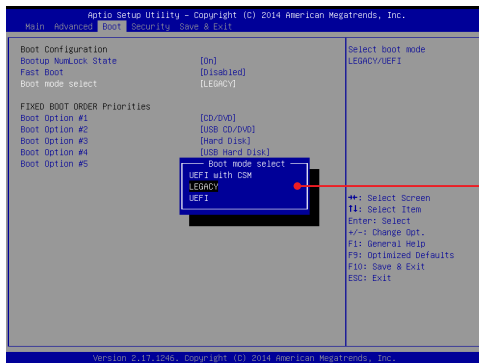 Aptio Setup Utility – Copyright (C) 2014 American Megatrends, Inc.
Main Advanced Boot Security Save & Exit
Boot Configuration
Bootup NumLock State [On]
Fast Boot [Disabled]
Boot mode select [LEGACY]
FIXED BOOT ORDER Priorities
Boot Option #1 [CD/DVD]
Boot Option #2 [USB CD/DVD]
Boot Option #3 [Hard Disk]
Boot Option #4 [USB Hard Disk]
Boot Option #5
Boot mode select
UEFI with CSM
LEGACY
UEFI
Select boot mode
LEGACY/UEFI
→←: Select Screen
↑↓: Select Item
Enter: Select
+/-: Change Opt.
F1: General Help
F9: Optimized Defaults
F10: Save & Exit
ESC: Exit
Version 2.17.1246. Copyright (C) 2014 American Megatrends, Inc.